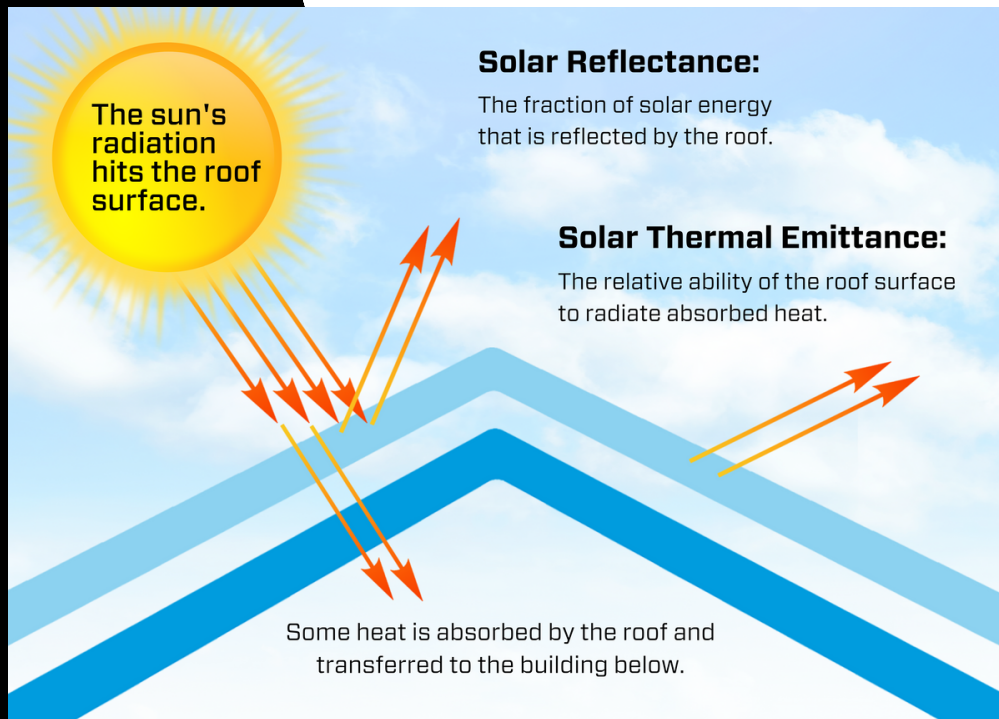 The sun's
radiation
hits the roof
surface.
Solar Reflectance:
The fraction of solar energy
that is reflected by the roof.
Solar Thermal Emittance:
The relative ability of the roof surface
to radiate absorbed heat.
Some heat is absorbed by the roof and
transferred to the building below.